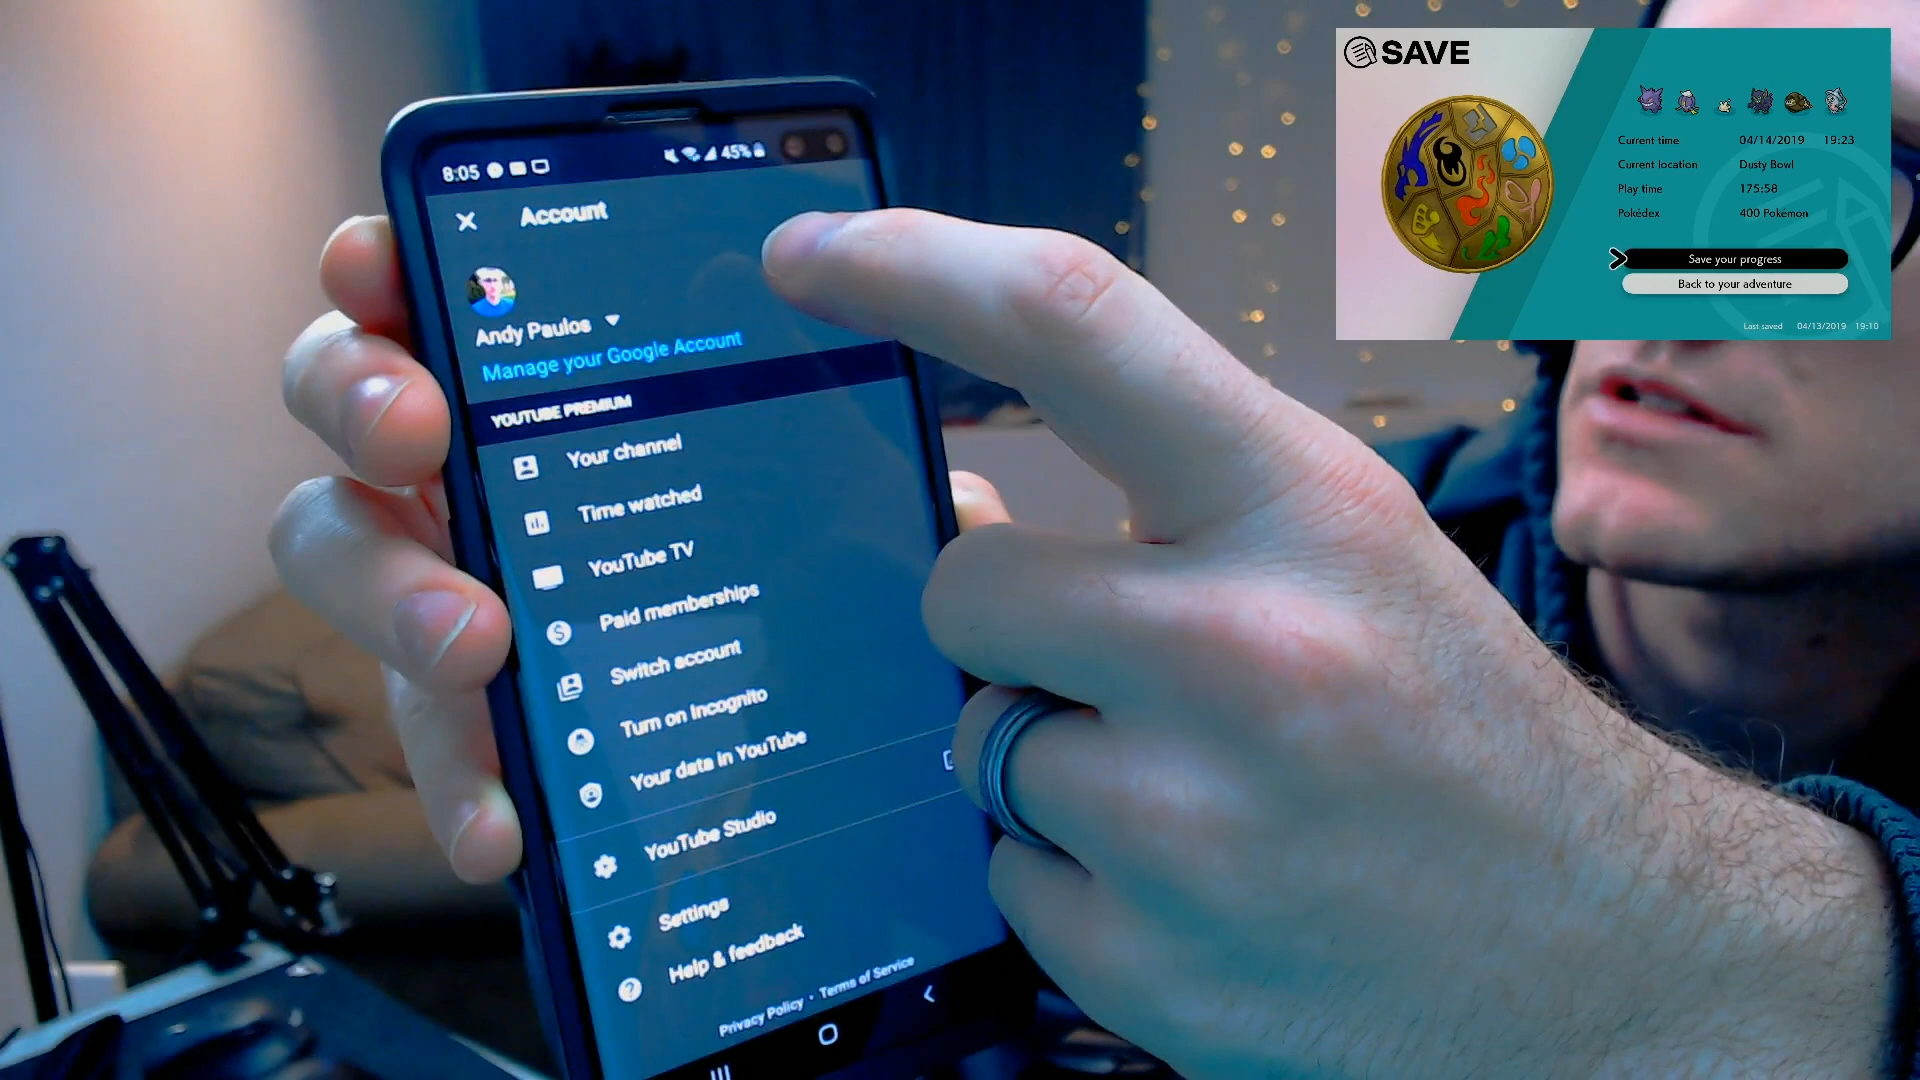 8:05
45%
Account
Andy Paulos
Manage your Google Account
YOUTUBE PREMIUM
Your channel
Time watched
YouTube TV
Paid memberships
Switch account
Turn on Incognito
Your data in YouTube
YouTube Studio
Settings
Help & feedback
Privacy Policy · Terms of Service
SAVE
Current time 04/14/2019 19:23
Current location Dusty Bowl
Play time 175:58
Pokédex 400 Pokémon
Save your progress
Back to your adventure
Last saved 04/13/2019 19:10